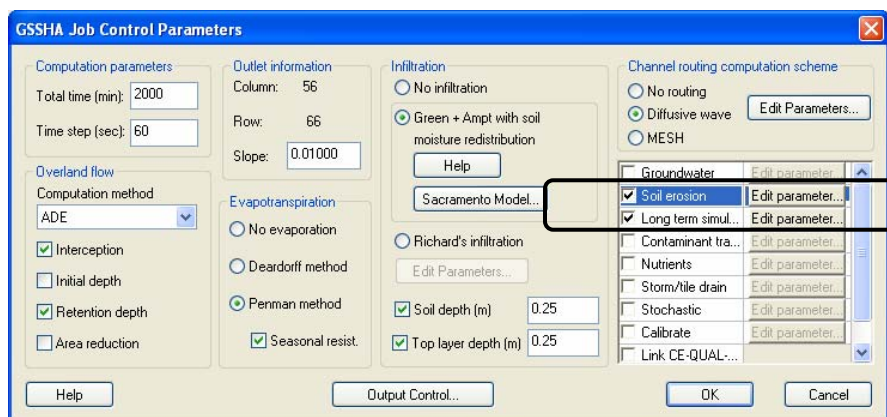 GSSHA Job Control Parameters
Computation parameters
Total time (min): 2000
Time step (sec): 60
Overland flow
Computation method
ADE
Interception
Initial depth
Retention depth
Area reduction
Outlet information
Column: 56
Row: 66
Slope: 0.01000
Evapotranspiration
No evaporation
Deardorff method
Penman method
Seasonal resist.
Infiltration
No infiltration
Green + Ampt with soil
moisture redistribution
Help
Sacramento Model...
Richard's infiltration
Edit Parameters...
Soil depth (m) 0.25
Top layer depth (m) 0.25
Channel routing computation scheme
No routing
Diffusive wave
MESH
Edit Parameters...
Groundwater Edit parameter
Soil erosion Edit parameter...
Long term simul... Edit parameter...
Contaminant tra... Edit parameter...
Nutrients Edit parameter...
Storm/tile drain Edit parameter...
Stochastic Edit parameter...
Calibrate Edit parameter...
Link CE-QUAL-...
Help
Output Control...
OK
Cancel